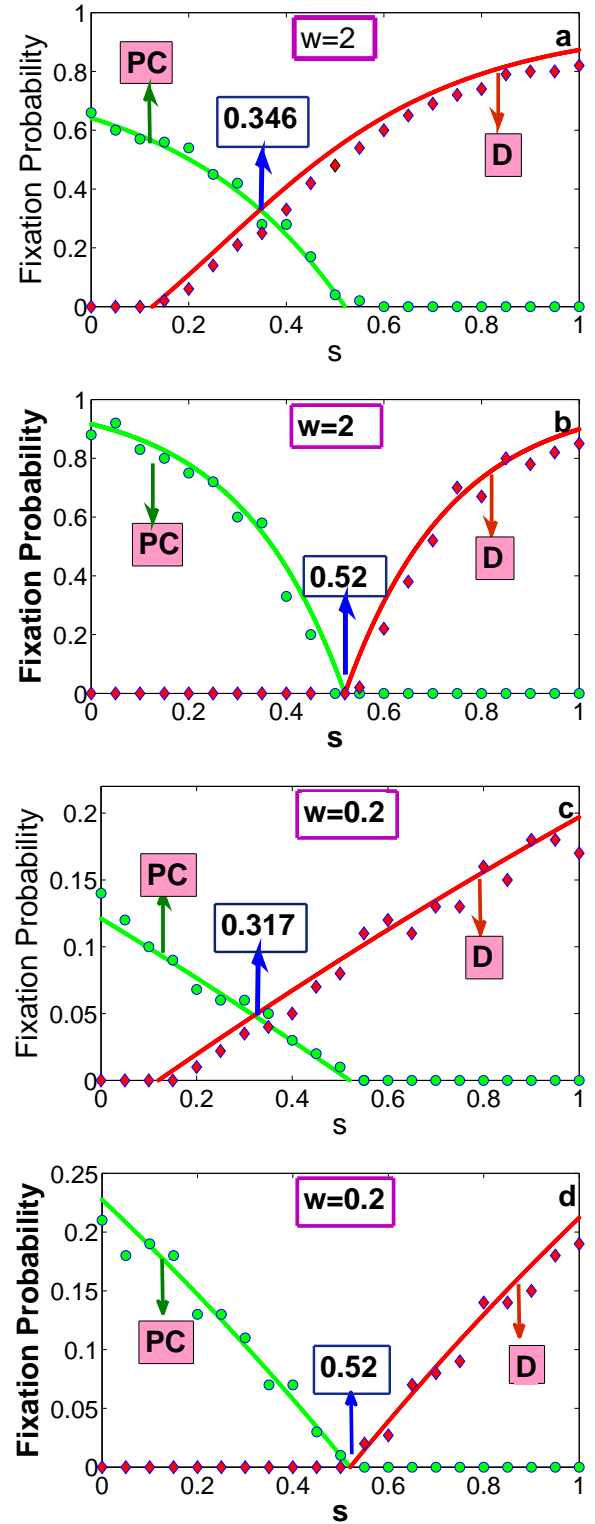 1
w=2
a
PC
0.8
0.346
0.6
D
0.4
0.2
0
0 0.2 0.4 0.6 0.8 1
Fixation Probability
s
1
w=2
b
0.8
0.6
PC
0.52
D
0.4
0.2
0
0 0.2 0.4 0.6 0.8 1
Fixation Probability
s
w=0.2
c
0.2
PC
0.15
0.317
D
0.1
0.05
0
0 0.2 0.4 0.6 0.8 1
Fixation Probability
s
0.25
w=0.2
d
0.2
0.15
PC
0.52
D
0.1
0.05
0
0 0.2 0.4 0.6 0.8 1
Fixation Probability
s